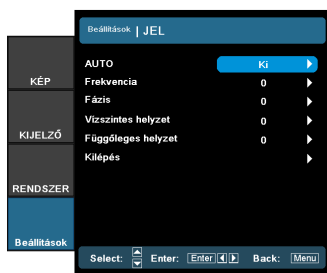 Beállítások | JEL
AUTO Ki
Frekvencia 0
Fázis 0
Vízszintes helyzet 0
Függőleges helyzet 0
Kilépés
KÉP
KIJELZŐ
RENDSZER
Beállítások
Select: Enter: Enter Back: Menu